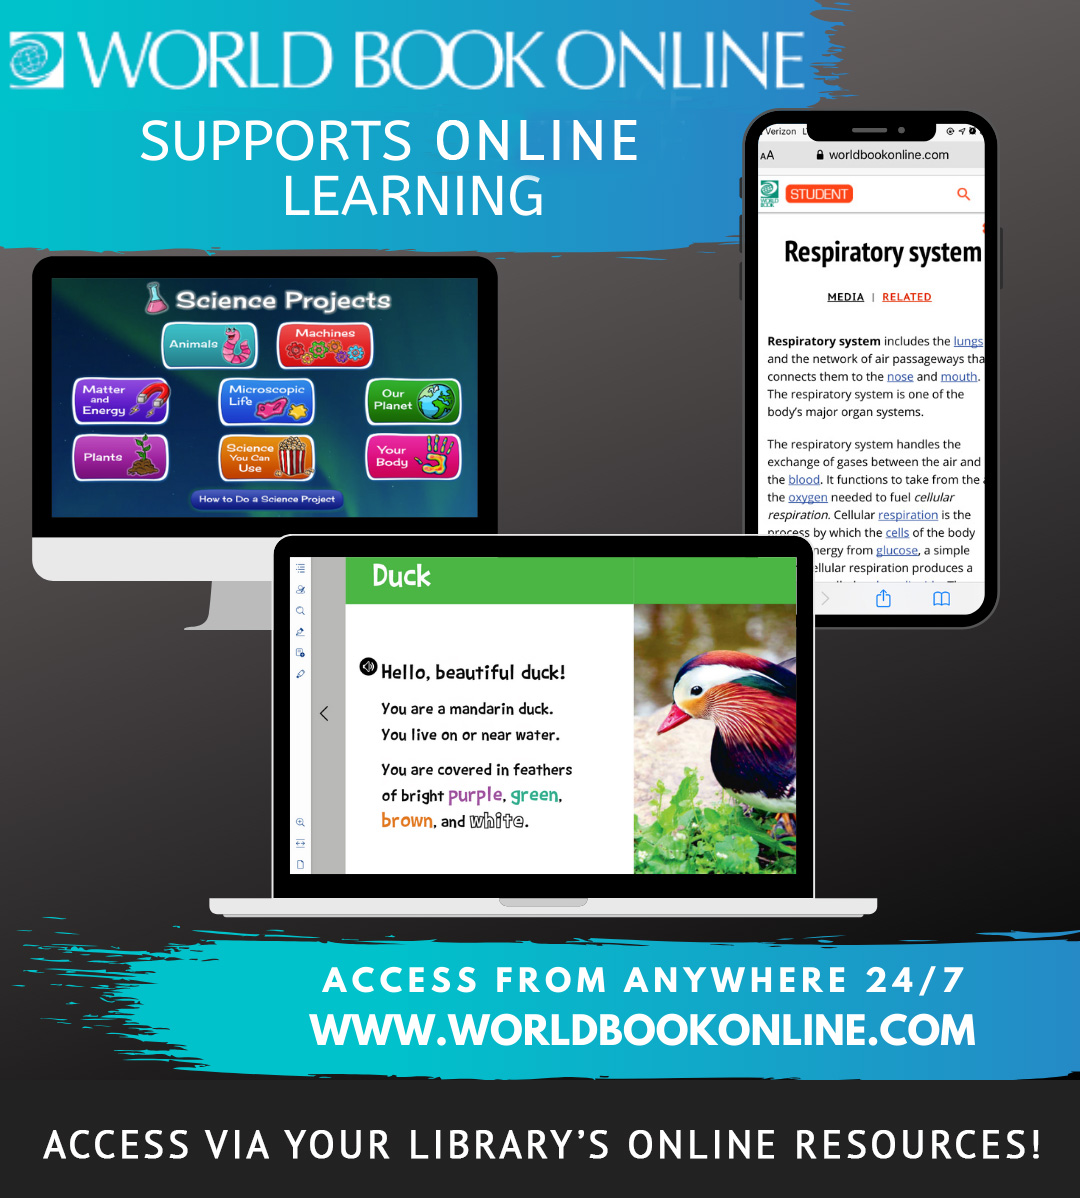 WORLD BOOK ONLINE
SUPPORTS ONLINE
LEARNING
Science Projects
Animals
Machines
Matter
and
Energy
Microscopic
Life
Our
Planet
Plants
Science
You Can
Use
Your
Body
How to Do a Science Project
Verizon
AA
worldbookonline.com
WORLD
BOOK
STUDENT
Respiratory system
MEDIA | RELATED
Respiratory system includes the lungs
and the network of air passageways tha
connects them to the nose and mouth.
The respiratory system is one of the
body's major organ systems.
The respiratory system handles the
exchange of gases between the air and
the blood. It functions to take from the
the oxygen needed to fuel cellular
respiration. Cellular respiration is the
process by which the cells of the body
nergy from glucose, a simple
ellular respiration produces a
Duck
Hello, beautiful duck!
You are a mandarin duck.
You live on or near water.
You are covered in feathers
of bright purple, green,
brown, and white.
ACCESS FROM ANYWHERE 24/7
WWW.WORLDBOOKONLINE.COM
ACCESS VIA YOUR LIBRARY'S ONLINE RESOURCES!